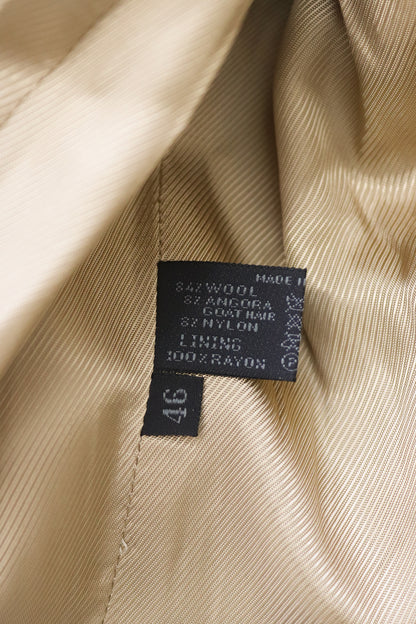 MADE I
84% WOOL
8% ANGORA
GOAT HAIR
8% NYLON
LINING
100% RAYON
P
46